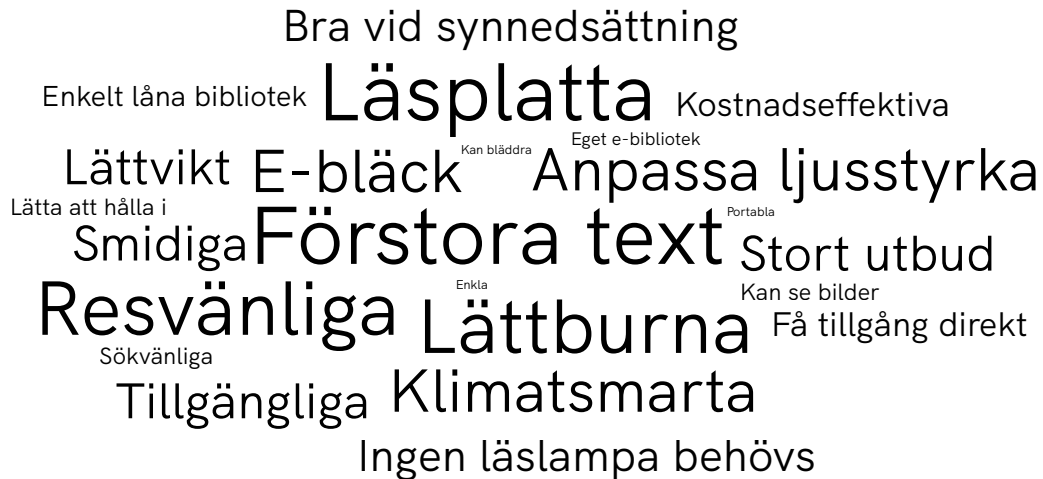 Bra vid synnedsättning
Läsplatta
Enkelt låna bibliotek
Kostnadseffektiva
Eget e-bibliotek
Kan bläddra
Lättvikt
E-bläck
Anpassa ljusstyrka
Lätta att hålla i
Portabla
Smidiga
Förstora text
Stort utbud
Enkla
Kan se bilder
Resvänliga
Lättburna
Få tillgång direkt
Sökvänliga
Tillgängliga
Klimatsmarta
Ingen läslampa behövs